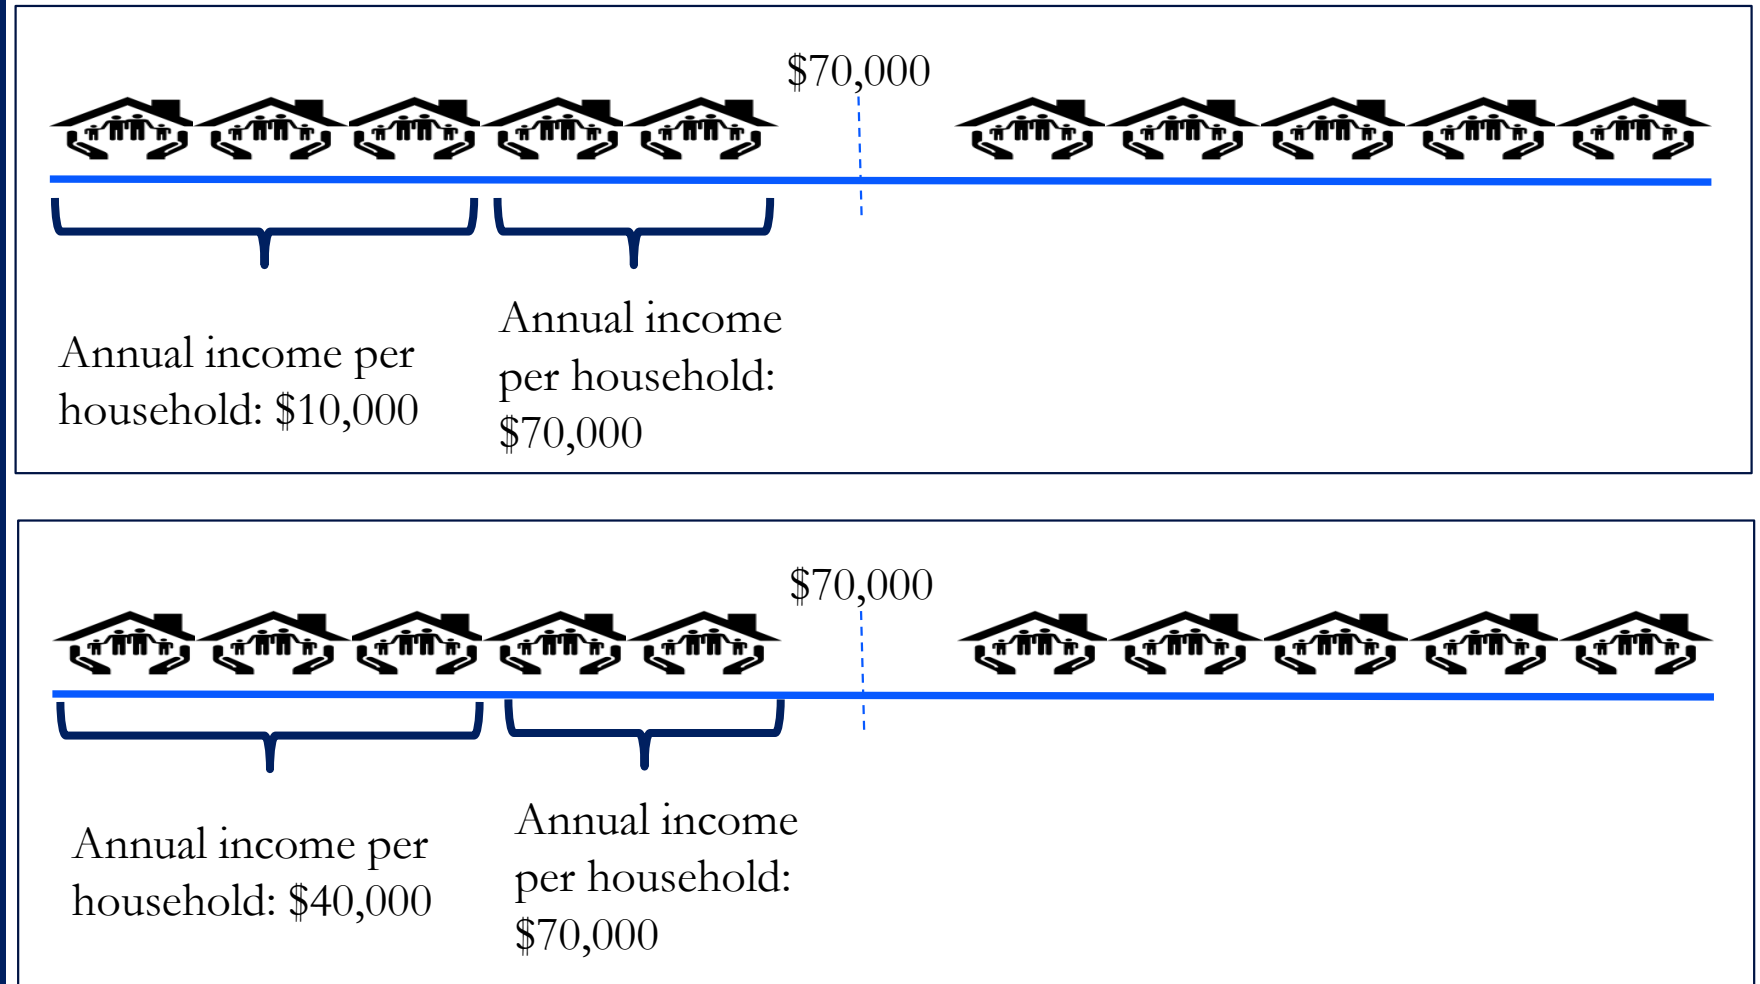 $70,000
Annual income per
household: $10,000
Annual income
per household:
$70,000
$70,000
Annual income per
household: $40,000
Annual income
per household:
$70,000